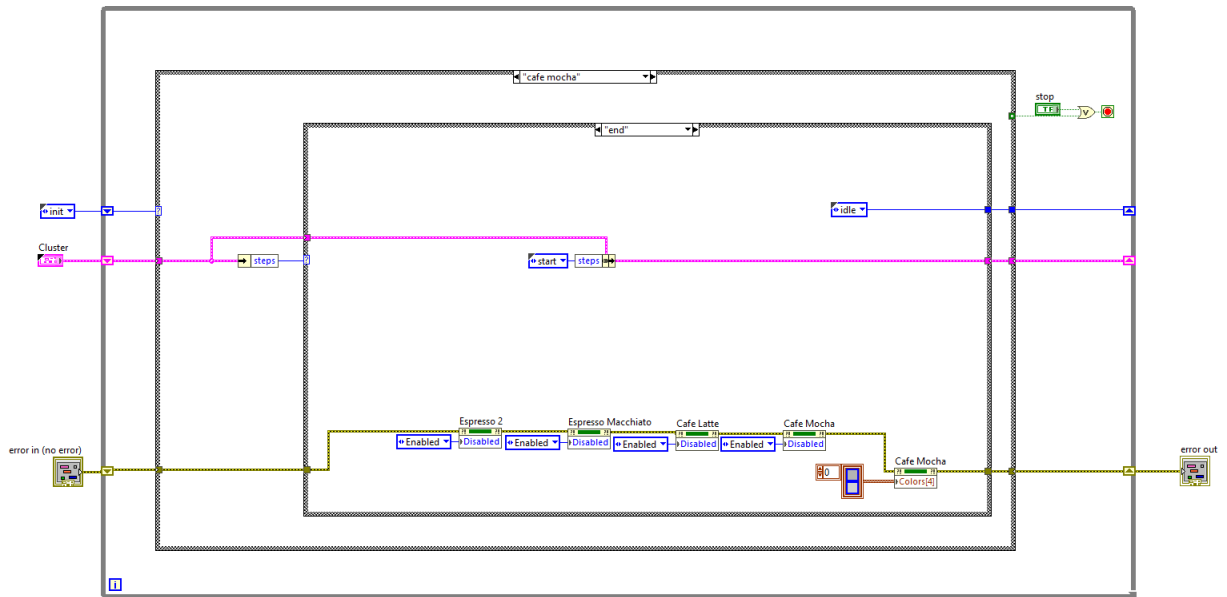 "cafe mocha"
stop
TF
V
"end"
init
idle
Cluster
steps
start
steps
Espresso 2
Espresso Macchiato
Cafe Latte
Cafe Mocha
Enabled
Disabled
Enabled
Disabled
Enabled
Disabled
Enabled
Disabled
error in (no error)
Cafe Mocha
error out
0
Colors[4]
i